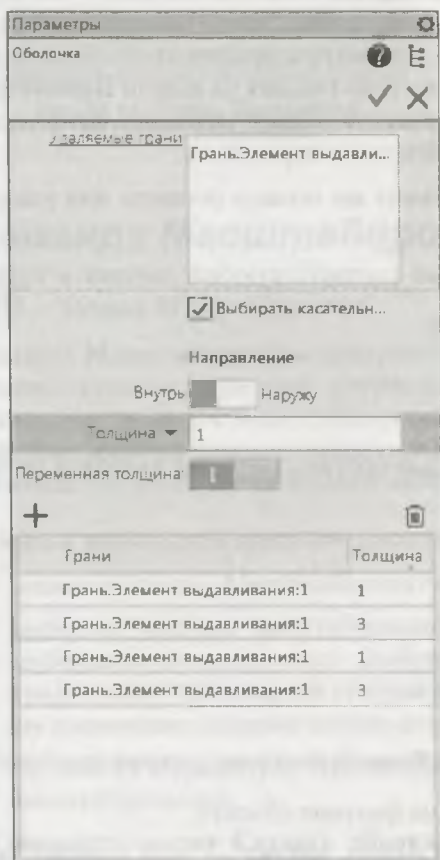 Параметры
Оболочка
Удаляемые грани
Грань.Элемент выдавли...
Выбирать касательн...
Направление
Внутрь Наружу
Толщина 1
Переменная толщина
Грани Толщина
Грань.Элемент выдавливания:1 1
Грань.Элемент выдавливания:1 3
Грань.Элемент выдавливания:1 1
Грань.Элемент выдавливания:1 3